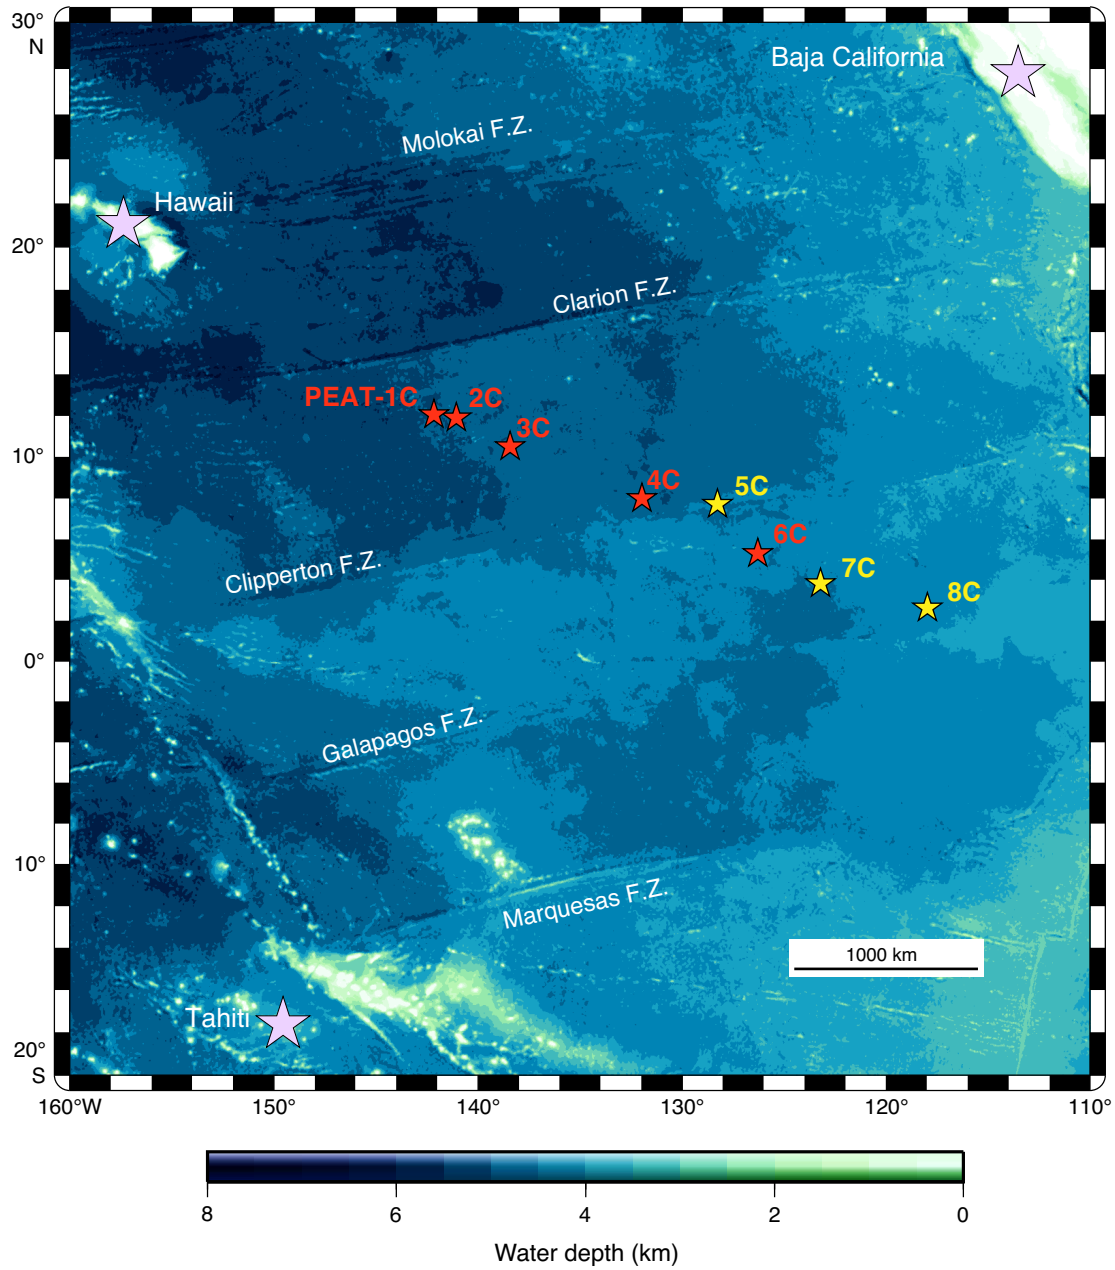 30°
N
Baja California
Molokai F.Z.
Hawaii
20°
Clarion F.Z.
PEAT-1C
2C
3C
10°
4C
5C
6C
7C
Clipperton F.Z.
8C
0°
Galapagos F.Z.
10°
Marquesas F.Z.
1000 km
Tahiti
20°
S
160°W
150°
140°
130°
120°
110°
8
6
4
2
0
Water depth (km)